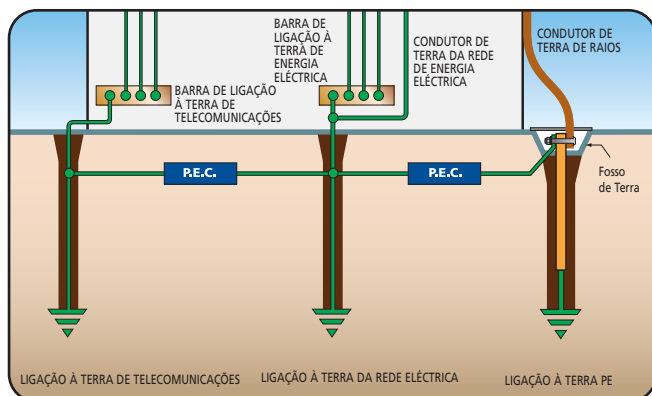 BARRA DE
LIGAÇÃO À
TERRA DE
ENERGIA
ELÉCTRICA
CONDUTOR DE
TERRA DA REDE
DE ENERGIA
ELÉCTRICA
CONDUTOR DE
TERRA DE RAIOS
BARRA DE LIGAÇÃO
À TERRA DE
TELECOMUNICAÇÕES
P.E.C.
P.E.C.
Fosso
de Terra
LIGAÇÃO À TERRA DE TELECOMUNICAÇÕES
LIGAÇÃO À TERRA DA REDE ELÉCTRICA
LIGAÇÃO À TERRA PE